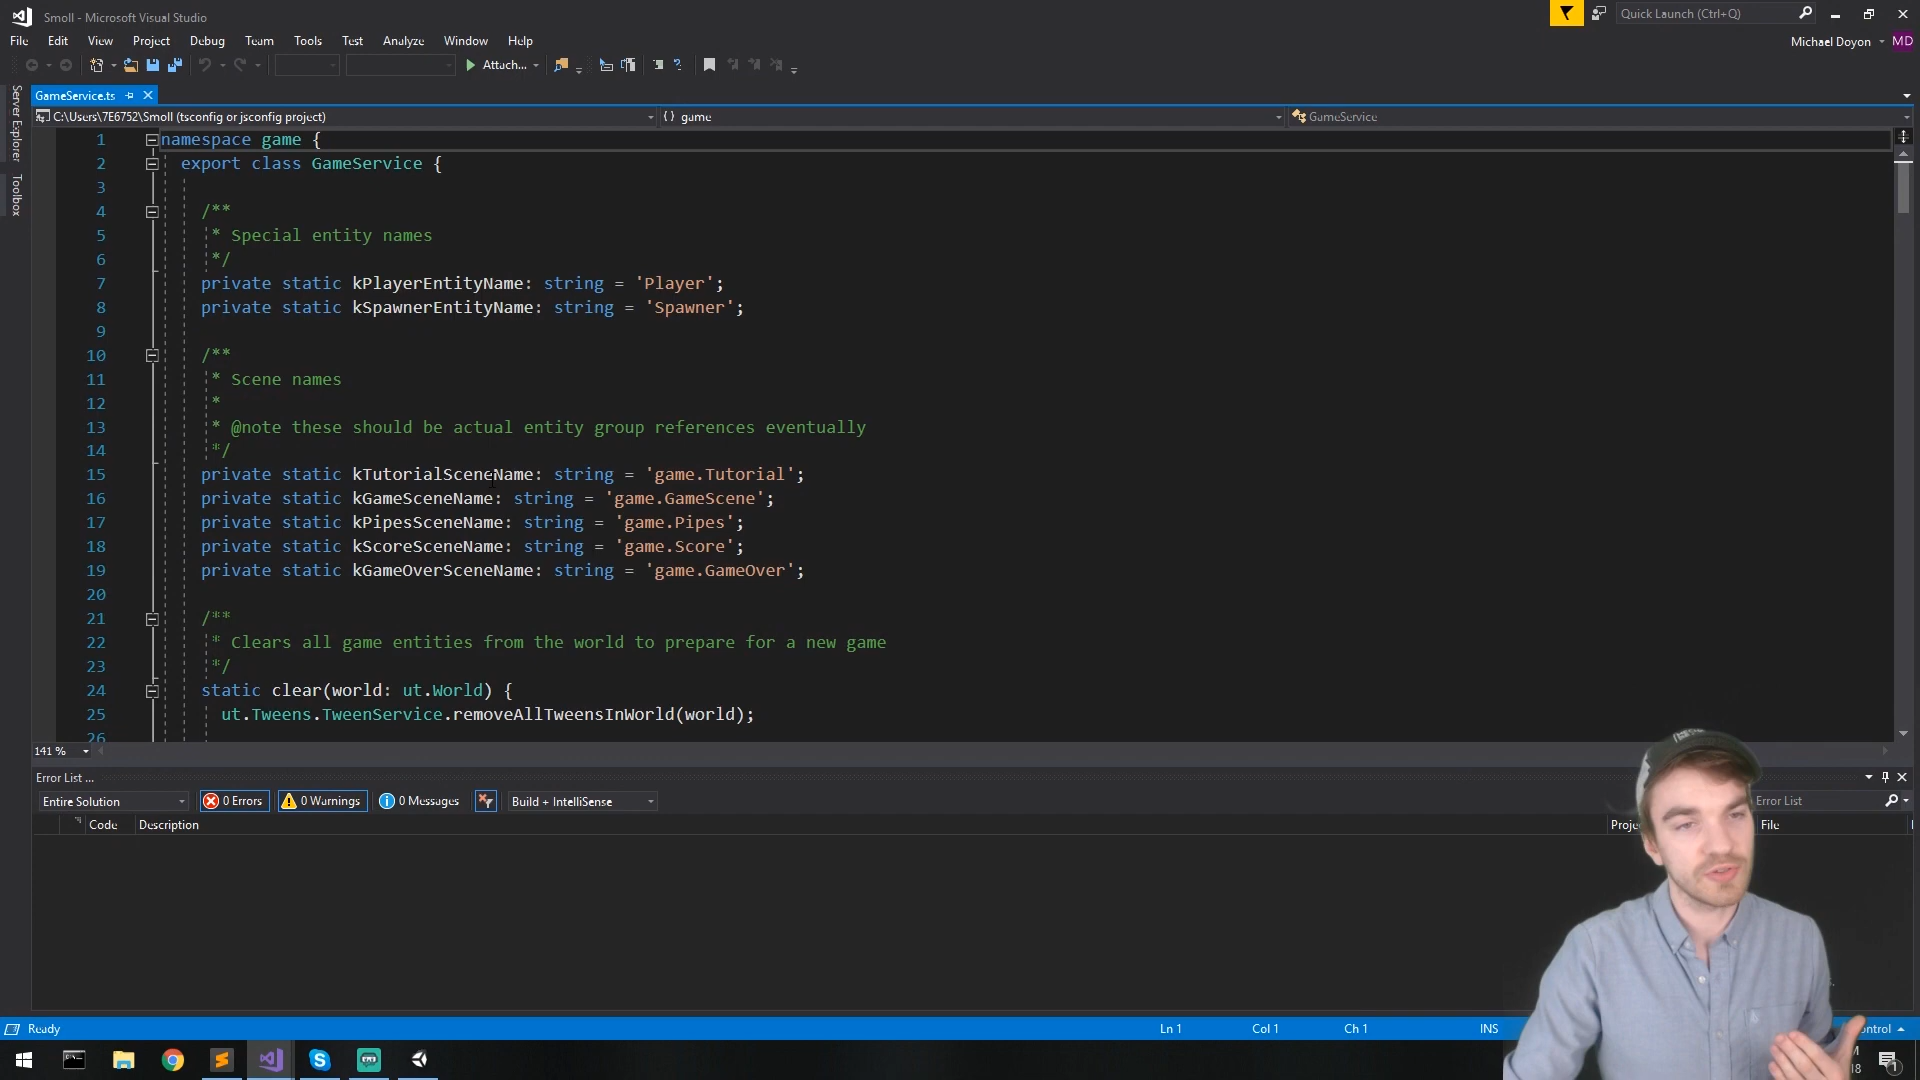 Smoll - Microsoft Visual Studio
Quick Launch (Ctrl+Q)
File Edit View Project Debug Team Tools Test Analyze Window Help
Michael Doyon MD
Attach...
Server Explorer
Toolbox
GameService.ts
C:\Users\7E6752\Smoll (tsconfig or jsconfig project)
{} game
GameService
1 namespace game {
2 export class GameService {
3
4 /**
5 * Special entity names
6 */
7 private static kPlayerEntityName: string = 'Player';
8 private static kSpawnerEntityName: string = 'Spawner';
9
10 /**
11 * Scene names
12 *
13 * @note these should be actual entity group references eventually
14 */
15 private static kTutorialSceneName: string = 'game.Tutorial';
16 private static kGameSceneName: string = 'game.GameScene';
17 private static kPipesSceneName: string = 'game.Pipes';
18 private static kScoreSceneName: string = 'game.Score';
19 private static kGameOverSceneName: string = 'game.GameOver';
20
21 /**
22 * Clears all game entities from the world to prepare for a new game
23 */
24 static clear(world: ut.World) {
25 ut.Tweens.TweenService.removeAllTweensInWorld(world);
26
141 %
Error List ...
Entire Solution
0 Errors
0 Warnings
0 Messages
Build + IntelliSense
Error List
Code Description
File
Ready
Ln 1 Col 1 Ch 1 INS
ontrol
M
18
1